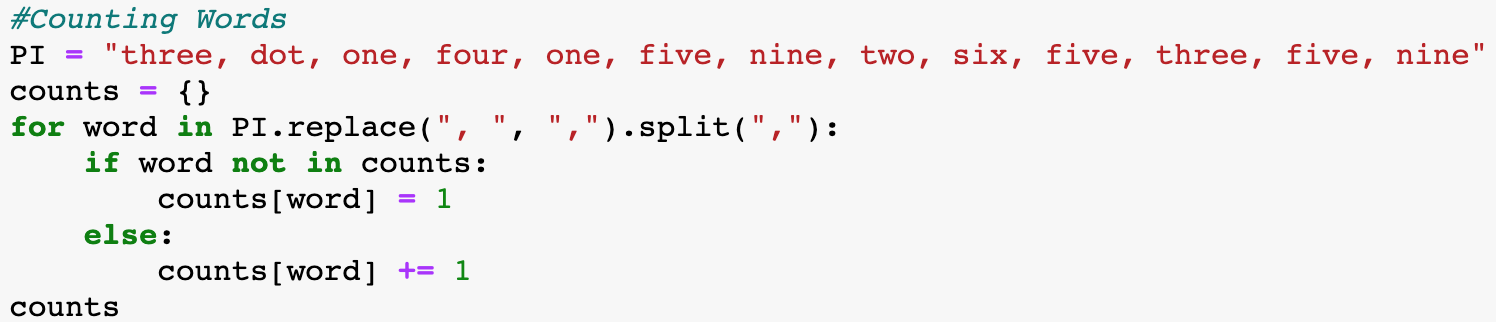 #Counting Words
PI = "three, dot, one, four, one, five, nine, two, six, five, three, five, nine"
counts = {}
for word in PI.replace(", ", ",").split(","):
    if word not in counts:
        counts[word] = 1
    else:
        counts[word] += 1
counts